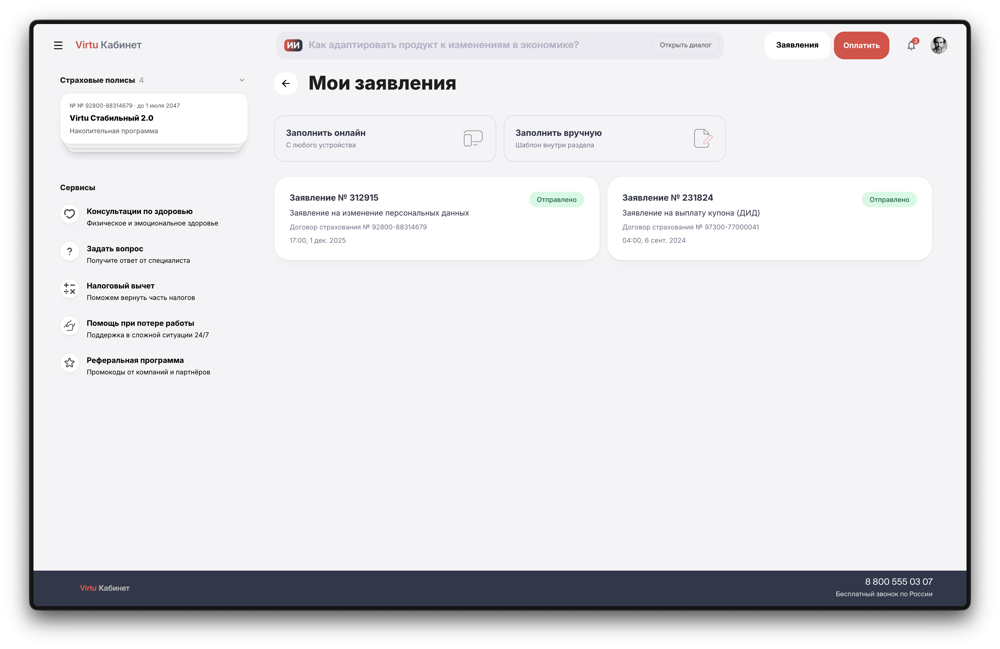 Virtu Кабинет
ИИ Как адаптировать продукт к изменениям в экономике?
Открыть диалог
Заявления
Оплатить
3
Страховые полисы 4
№ № 92800-88314679 · до 1 июля 2047
Virtu Стабильный 2.0
Накопительная программа
Сервисы
Консультации по здоровью
Физическое и эмоциональное здоровье
?
Задать вопрос
Получите ответ от специалиста
Налоговый вычет
Поможем вернуть часть налогов
Помощь при потере работы
Поддержка в сложной ситуации 24/7
Реферальная программа
Промокоды от компаний и партнёров
Мои заявления
Заполнить онлайн
С любого устройства
Заполнить вручную
Шаблон внутри раздела
Заявление № 312915
Отправлено
Заявление на изменение персональных данных
Договор страхования № 92800-88314679
17:00, 1 дек. 2025
Заявление № 231824
Отправлено
Заявление на выплату купона (ДИД)
Договор страхования № 97300-77000041
04:00, 6 сент. 2024
Virtu Кабинет
8 800 555 03 07
Бесплатный звонок по России